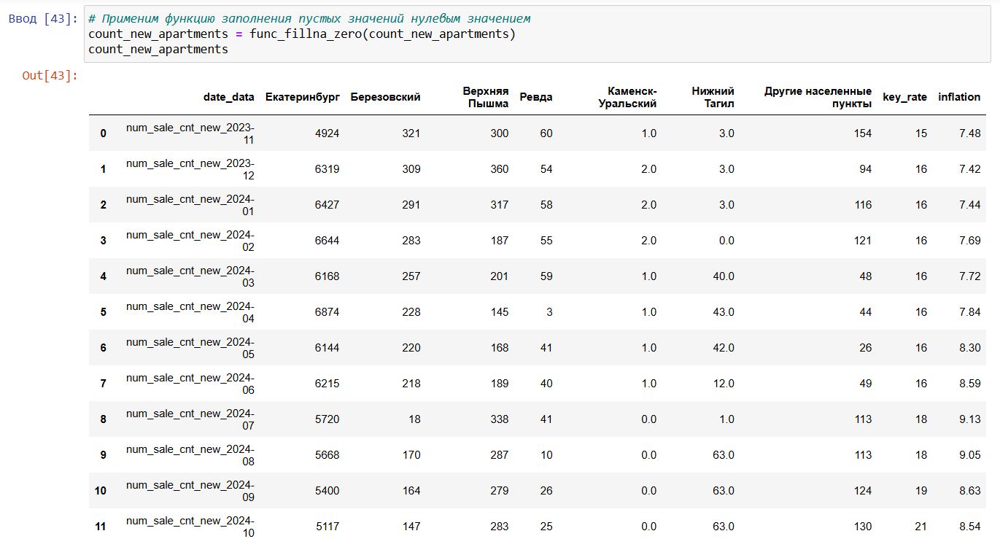 Ввод [43]: # Применим функцию заполнения пустых значений нулевым значением
count_new_apartments = func_fillna_zero(count_new_apartments)
count_new_apartments
Out[43]:
date_data Екатеринбург Березовский Верхняя Пышма Ревда Каменск-Уральский Нижний Тагил Другие населенные пункты key_rate inflation
0 num_sale_cnt_new_2023-11 4924 321 300 60 1.0 3.0 154 15 7.48
1 num_sale_cnt_new_2023-12 6319 309 360 54 2.0 3.0 94 16 7.42
2 num_sale_cnt_new_2024-01 6427 291 317 58 2.0 3.0 116 16 7.44
3 num_sale_cnt_new_2024-02 6644 283 187 55 2.0 0.0 121 16 7.69
4 num_sale_cnt_new_2024-03 6168 257 201 59 1.0 40.0 48 16 7.72
5 num_sale_cnt_new_2024-04 6874 228 145 3 1.0 43.0 44 16 7.84
6 num_sale_cnt_new_2024-05 6144 220 168 41 1.0 42.0 26 16 8.30
7 num_sale_cnt_new_2024-06 6215 218 189 40 1.0 12.0 49 16 8.59
8 num_sale_cnt_new_2024-07 5720 18 338 41 0.0 1.0 113 18 9.13
9 num_sale_cnt_new_2024-08 5668 170 287 10 0.0 63.0 113 18 9.05
10 num_sale_cnt_new_2024-09 5400 164 279 26 0.0 63.0 124 19 8.63
11 num_sale_cnt_new_2024-10 5117 147 283 25 0.0 63.0 130 21 8.54